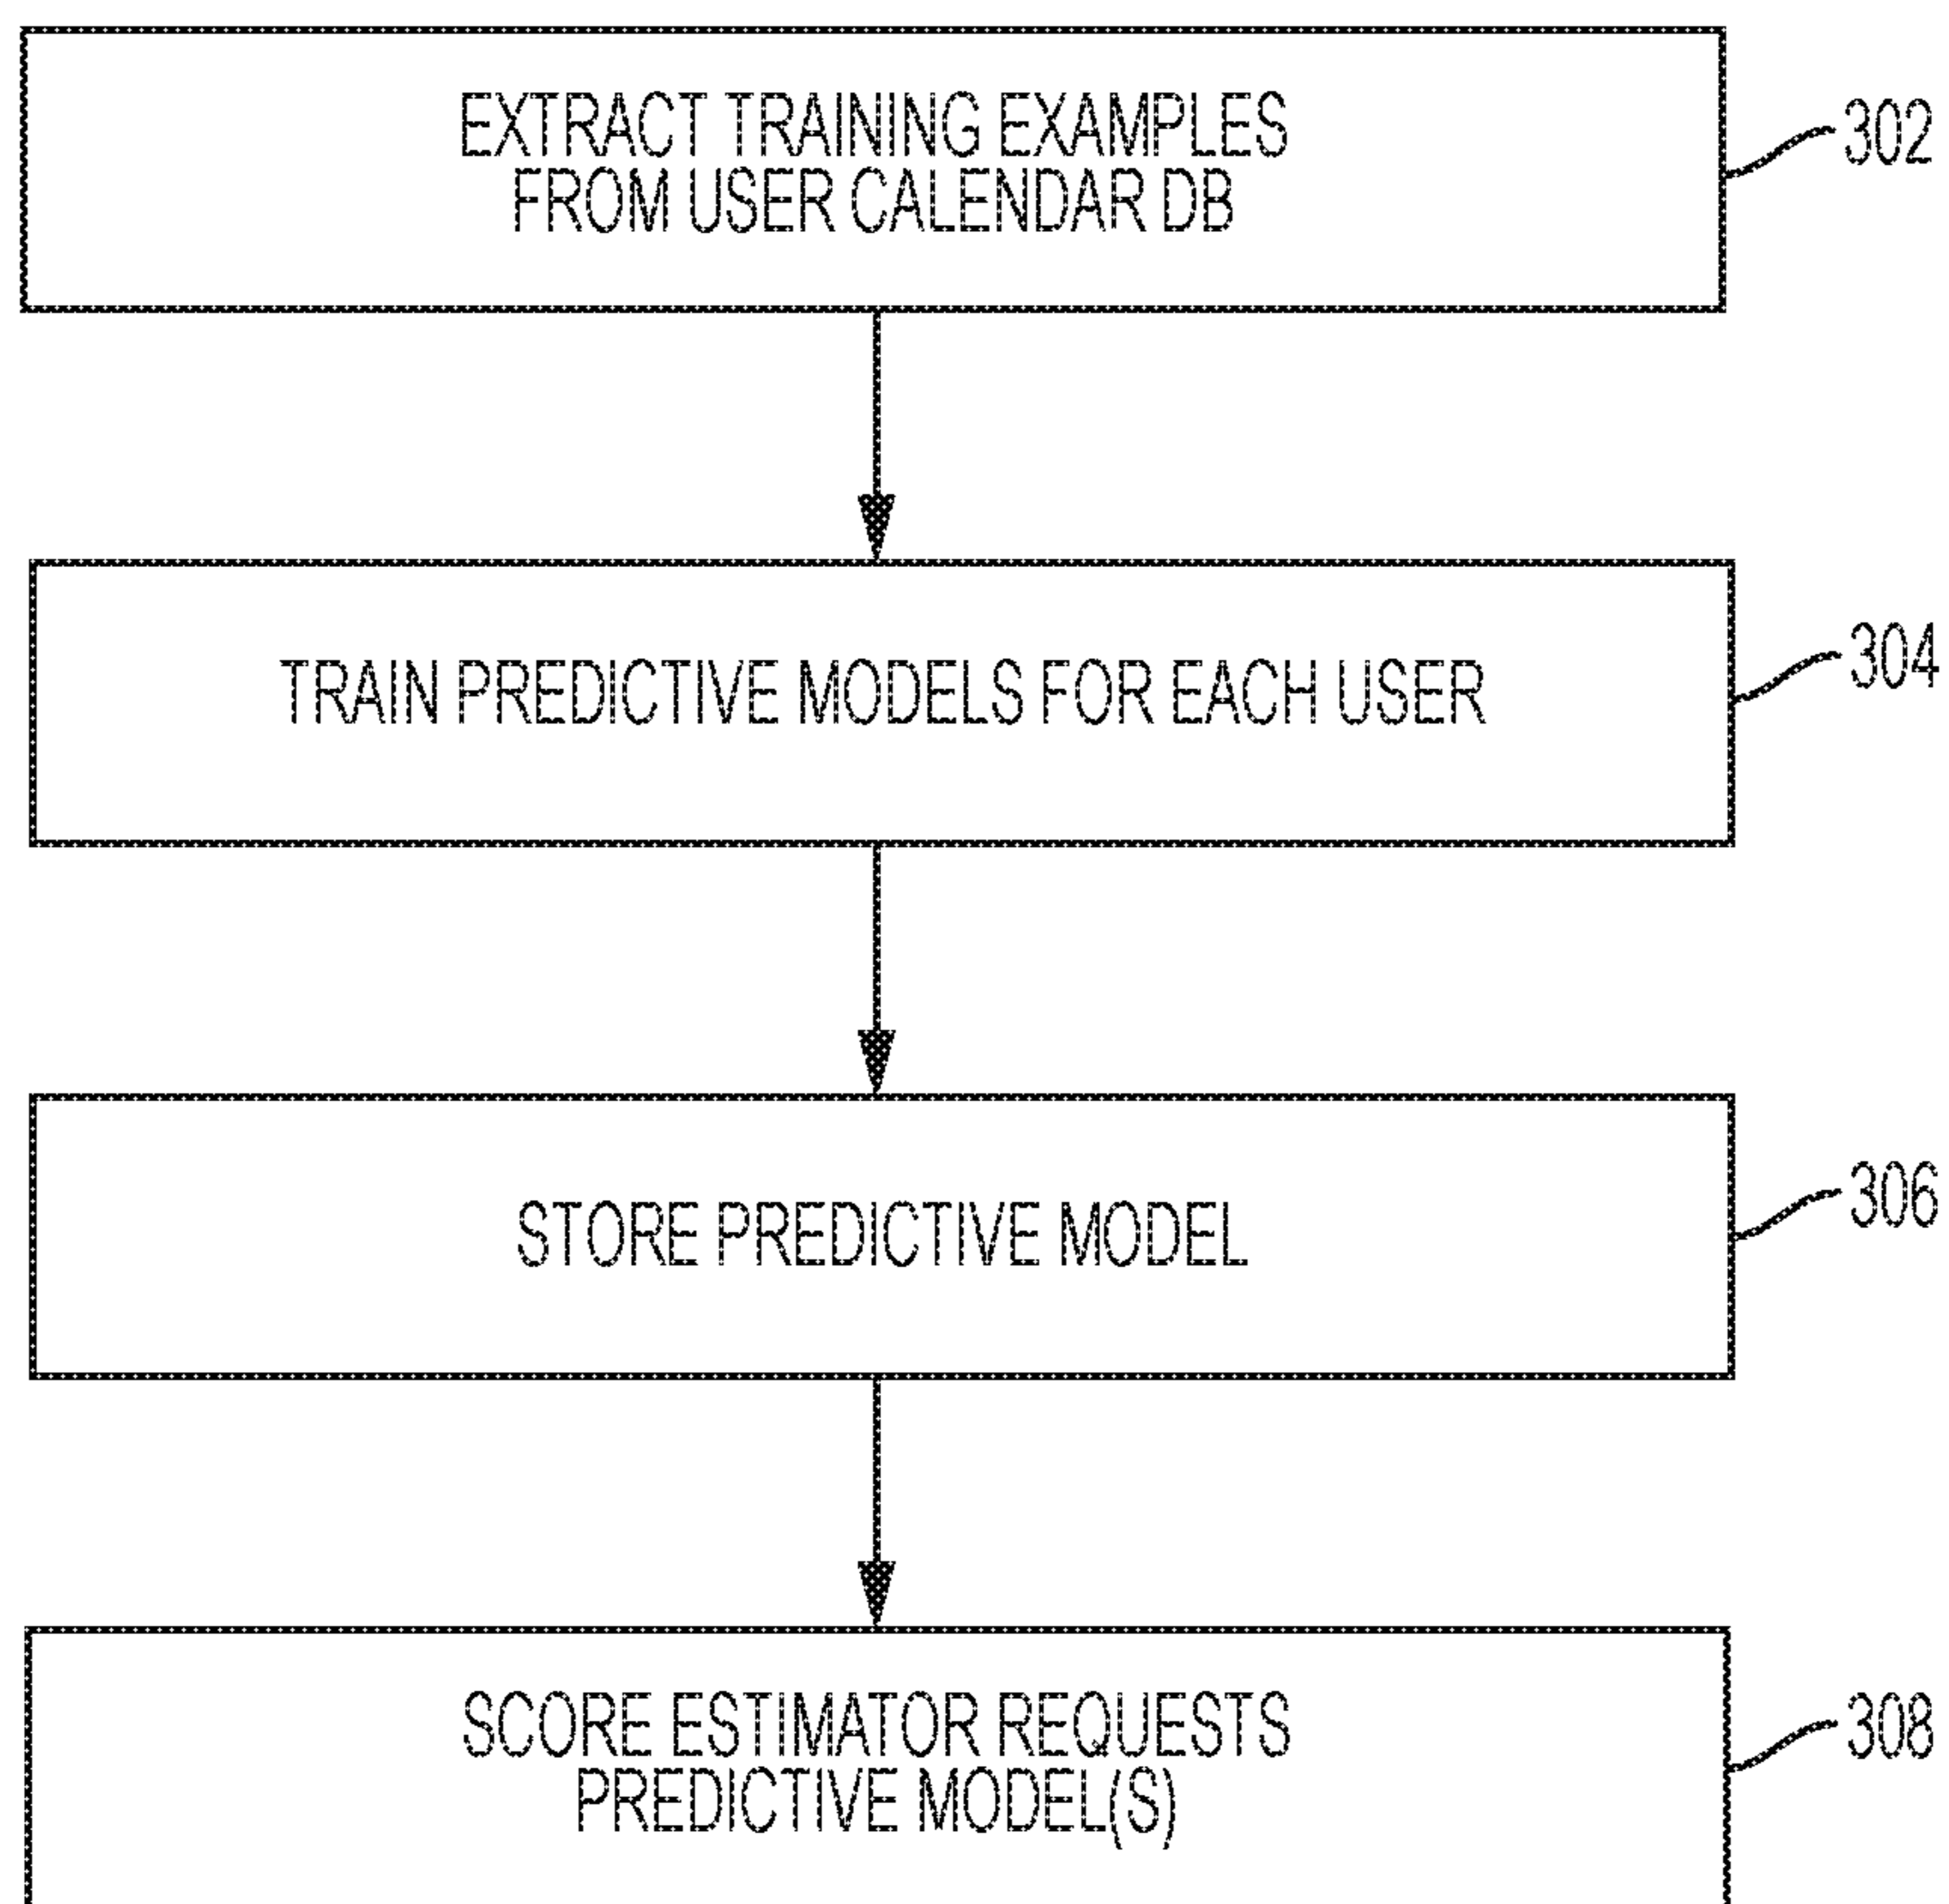 EXTRACT TRAINING EXAMPLES
FROM USER CALENDAR DB
302
TRAIN PREDICTIVE MODELS FOR EACH USER
304
STORE PREDICTIVE MODEL
306
SCORE ESTIMATOR REQUESTS
PREDICTIVE MODEL(S)
308